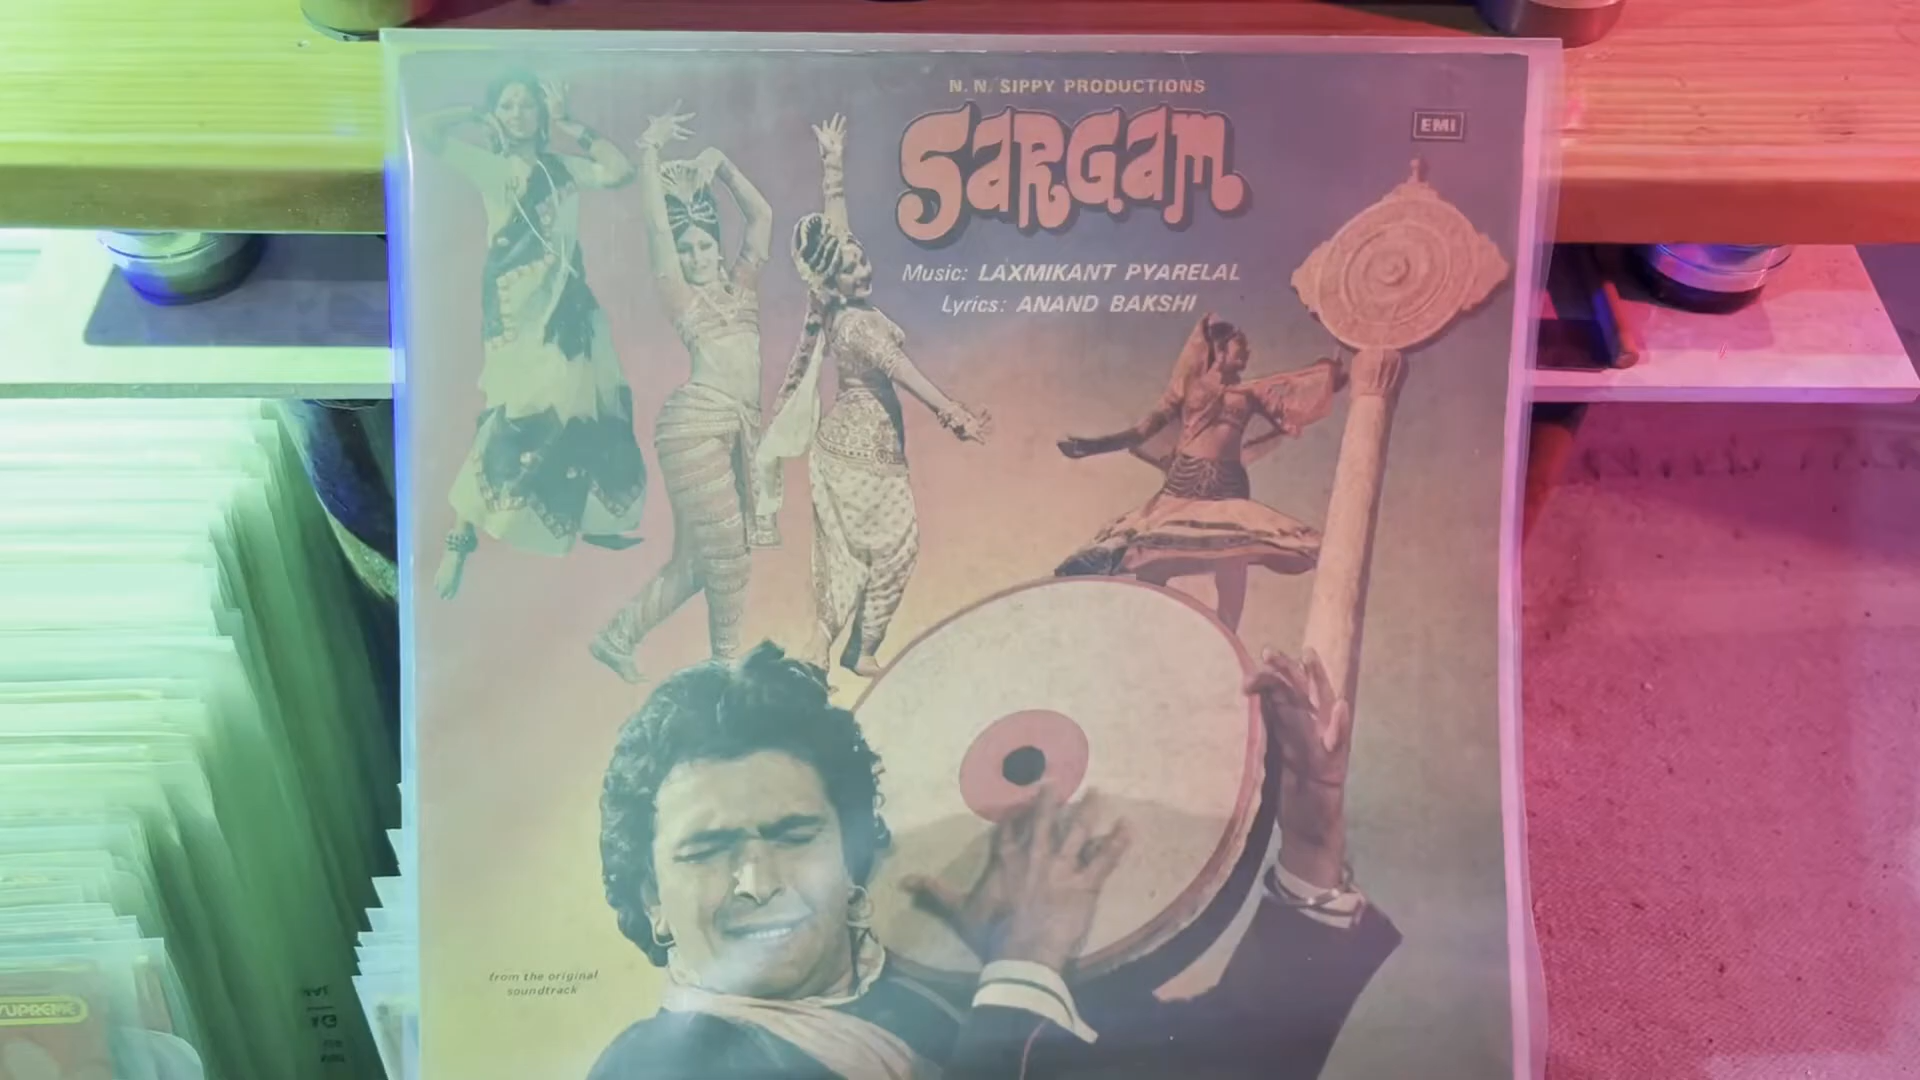 N. N. SIPPY PRODUCTIONS
SARGAM
EMI
Music: LAXMIKANT PYARELAL
Lyrics: ANAND BAKSHI
from the original
soundtrack
SUPREME